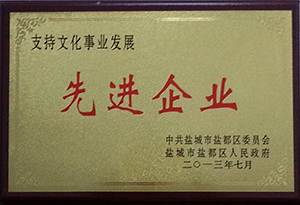 支持文化事业发展
先进企业
中共盐城市盐都区委员会
盐城市盐都区人民政府
二〇一三年七月